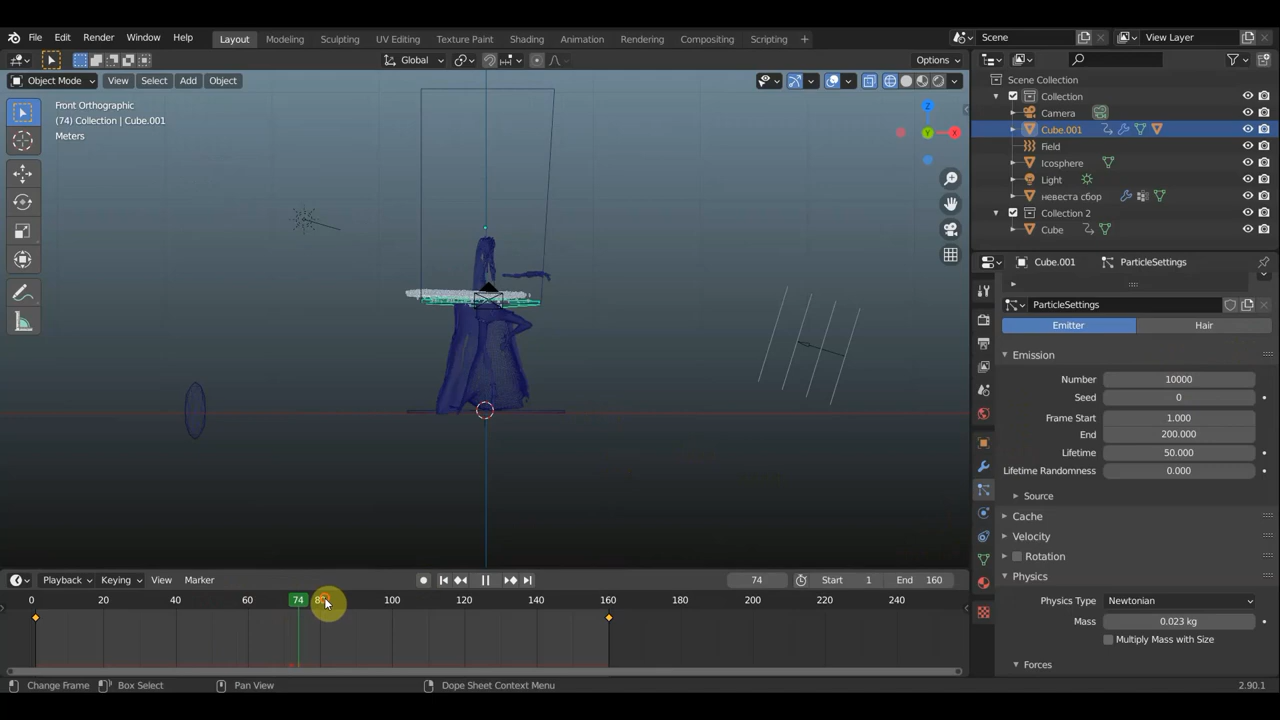 File Edit Render Window Help Layout Modeling Sculpting UV Editing Texture Paint Shading Animation Rendering Compositing Scripting + Scene View Layer
Global Options
Object Mode View Select Add Object
Front Orthographic
(74) Collection | Cube.001
Meters
Z
Y
X
Scene Collection
Collection
Camera
Cube.001
Field
Icosphere
Light
невеста сбор
Collection 2
Cube
Cube.001 ParticleSettings
ParticleSettings
Emitter Hair
Emission
Number 10000
Seed 0
Frame Start 1.000
End 200.000
Lifetime 50.000
Lifetime Randomness 0.000
Source
Cache
Velocity
Rotation
Physics
Physics Type Newtonian
Mass 0.023 kg
Multiply Mass with Size
Forces
Playback Keying View Marker 74 Start 1 End 160
0 20 40 60 74 100 120 140 160 180 200 220 240
Change Frame Box Select Pan View Dope Sheet Context Menu 2.90.1